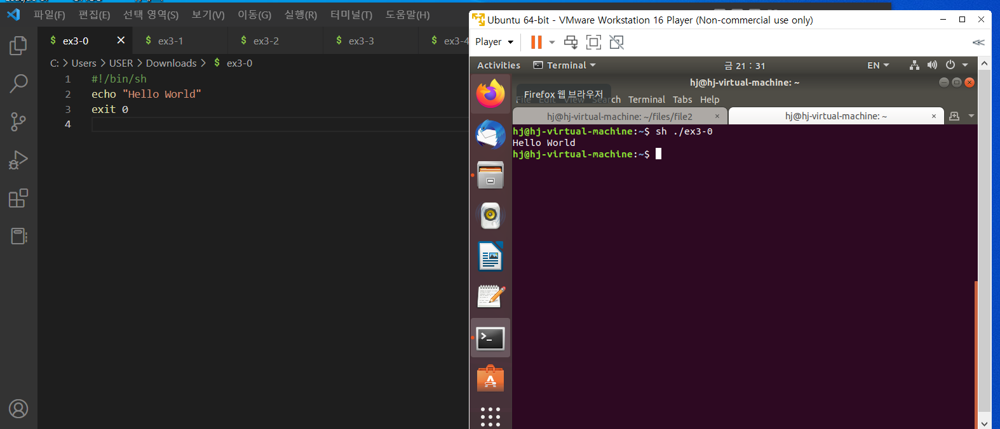 파일(F) 편집(E) 선택 영역(S) 보기(V) 이동(G) 실행(R) 터미널(T) 도움말(H)
$ ex3-0 × $ ex3-1 $ ex3-2 $ ex3-3 $ ex3-4
C: > Users > USER > Downloads > $ ex3-0
1 #!/bin/sh
2 echo "Hello World"
3 exit 0
4
Ubuntu 64-bit - VMware Workstation 16 Player (Non-commercial use only)
Player
Activities Terminal 금 21 : 31 EN
hj@hj-virtual-machine: ~
File Edit View Search Terminal Tabs Help
Firefox 웹 브라우저
hj@hj-virtual-machine: ~/files/file2 × hj@hj-virtual-machine: ~ ×
hj@hj-virtual-machine:~$ sh ./ex3-0
Hello World
hj@hj-virtual-machine:~$